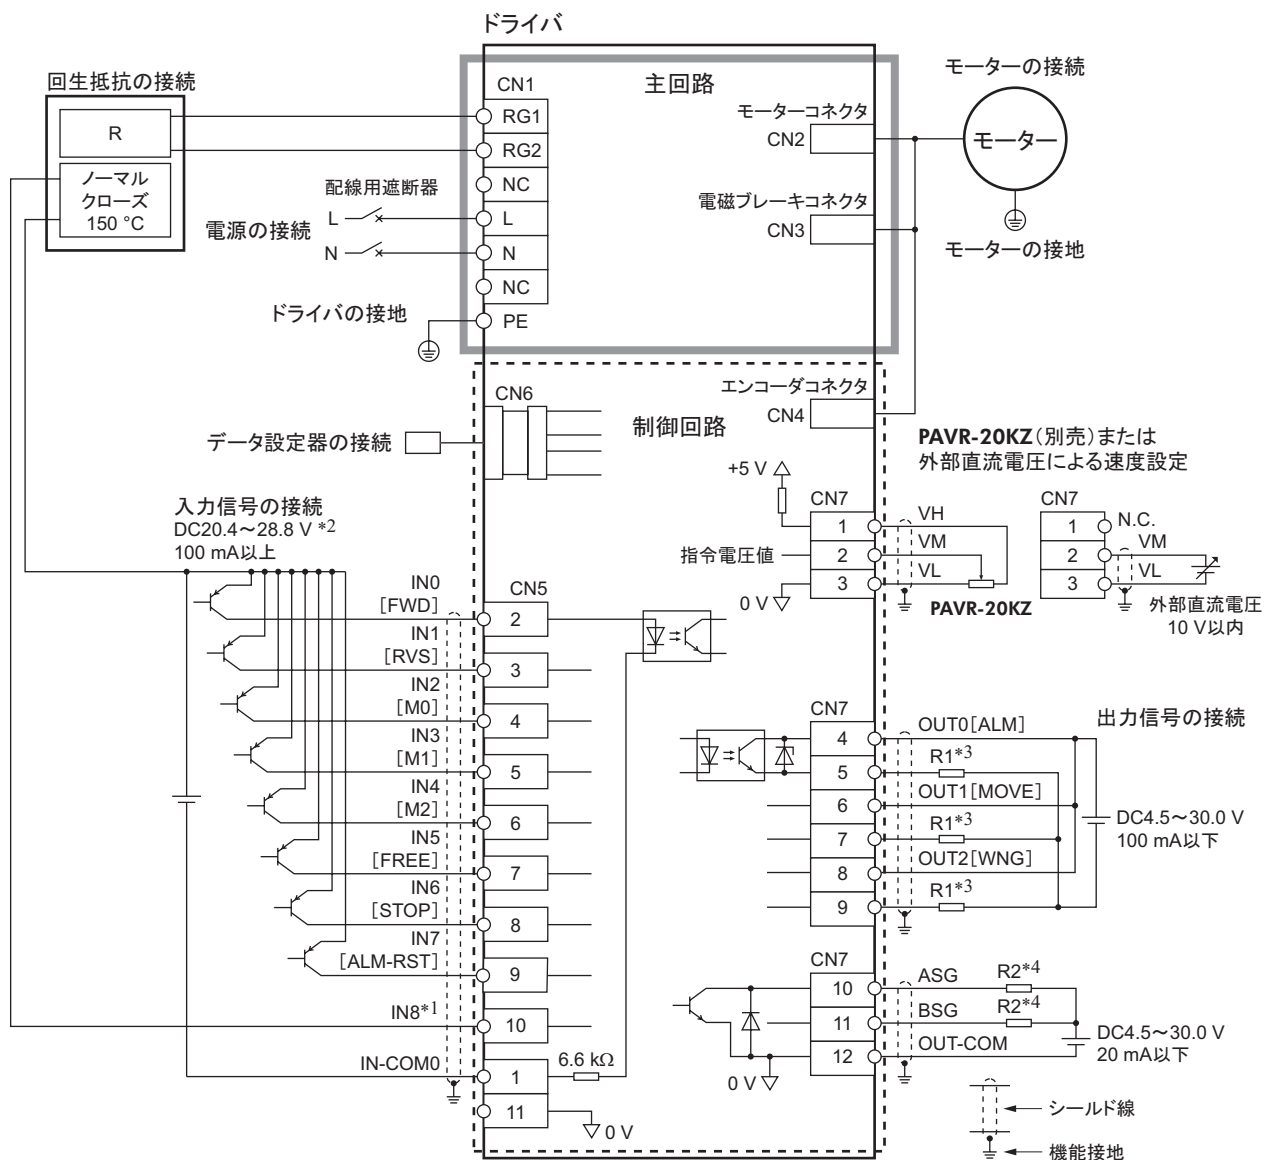 ドライバ
回生抵抗の接続
R
ノーマル
クローズ
150 °C
CN1
主回路
RG1
RG2
NC
L
N
NC
PE
配線用遮断器
電源の接続
L
N
ドライバの接地
モーターコネクタ
CN2
電磁ブレーキコネクタ
CN3
モーターの接続
モーター
モーターの接地
エンコーダコネクタ
CN4
CN6
制御回路
データ設定器の接続
PAVR-20KZ（別売）または
外部直流電圧による速度設定
+5 V
CN7
1
2
3
指令電圧値
0 V
VH
VM
VL
PAVR-20KZ
CN7
1
2
3
N.C.
VM
VL
外部直流電圧
10 V以内
入力信号の接続
DC20.4～28.8 V *2
100 mA以上
CN5
IN0
[FWD]
2
IN1
[RVS]
3
IN2
[M0]
4
IN3
[M1]
5
IN4
[M2]
6
IN5
[FREE]
7
IN6
[STOP]
8
IN7
[ALM-RST]
9
IN8*1
10
IN-COM0
1
6.6 kΩ
11
0 V
CN7
出力信号の接続
4
OUT0[ALM]
5
R1*3
6
OUT1[MOVE]
7
R1*3
8
OUT2[WNG]
9
R1*3
DC4.5～30.0 V
100 mA以下
CN7
10
ASG
R2*4
11
BSG
R2*4
12
OUT-COM
0 V
DC4.5～30.0 V
20 mA以下
シールド線
機能接地